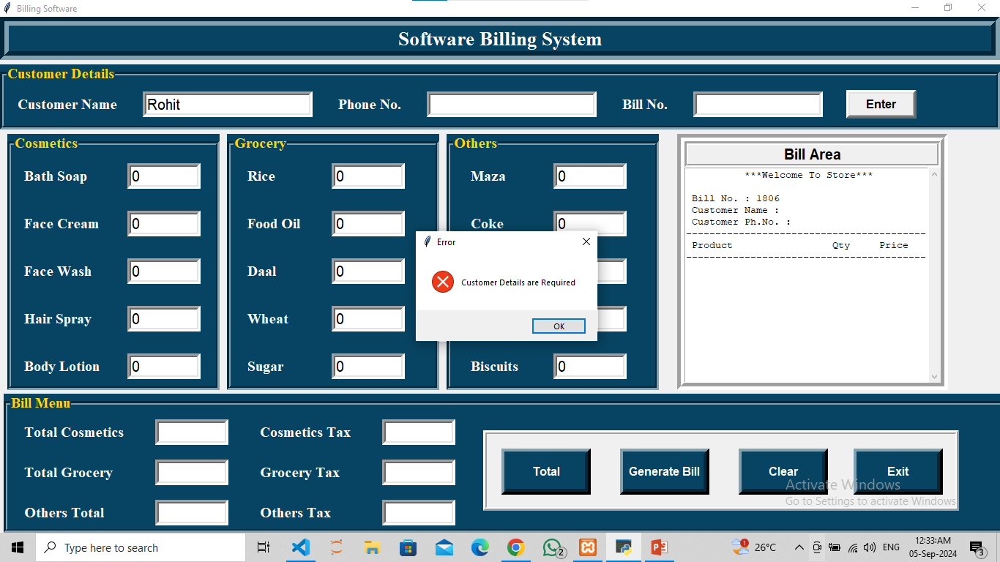 Billing Software
Software Billing System
Customer Details
Customer Name Rohit Phone No. Bill No. Enter
Cosmetics
Bath Soap 0
Face Cream 0
Face Wash 0
Hair Spray 0
Body Lotion 0
Grocery
Rice 0
Food Oil 0
Daal 0
Wheat 0
Sugar 0
Others
Maza 0
Coke 0
Biscuits 0
Error
Customer Details are Required
OK
Bill Area
***Welcome To Store***
Bill No. : 1806
Customer Name :
Customer Ph.No. :
--------------------------------------
Product Qty Price
--------------------------------------
Bill Menu
Total Cosmetics Cosmetics Tax
Total Grocery Grocery Tax
Others Total Others Tax
Total Generate Bill Clear Exit
Activate Windows
Go to Settings to activate Windows
Type here to search
2
1
26°C
ENG
12:33 AM
05-Sep-2024
3